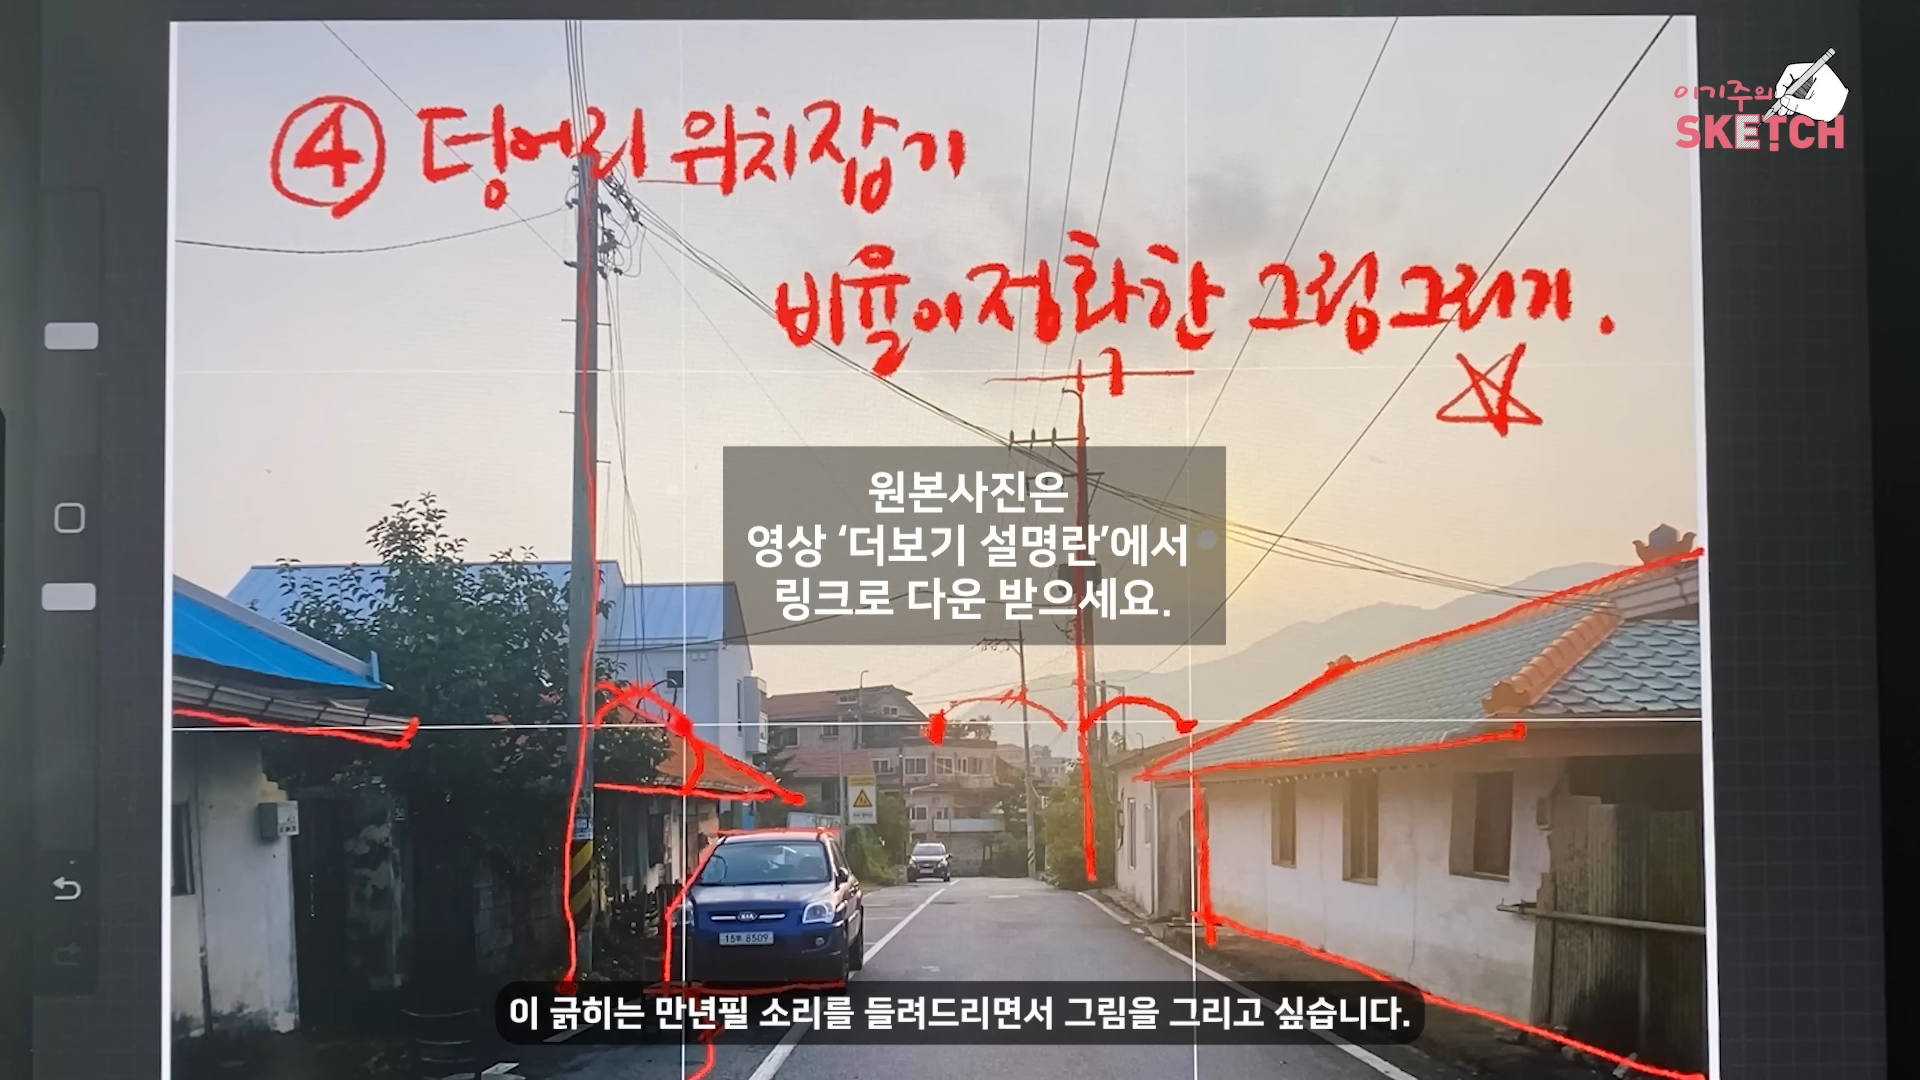 ④ 덩어리 위치잡기
이기주의
SKETCH
비율이 정확한 그림그리기.
원본사진은
영상 ‘더보기 설명란’에서
링크로 다운 받으세요.
KIA
8509
이 긁히는 만년필 소리를 들려드리면서 그림을 그리고 싶습니다.